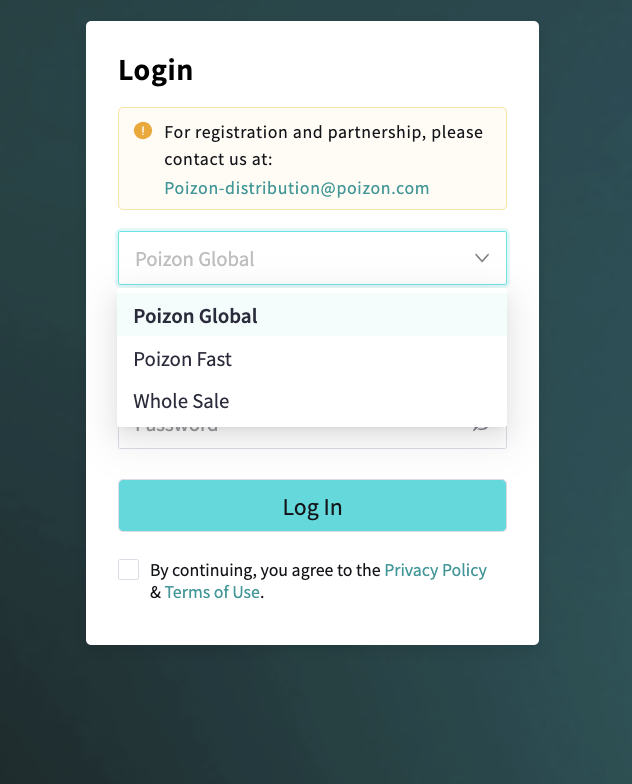 Login
For registration and partnership, please
contact us at:
Poizon-distribution@poizon.com
Poizon Global
Poizon Global
Poizon Fast
Whole Sale
Password
Log In
By continuing, you agree to the Privacy Policy
& Terms of Use.